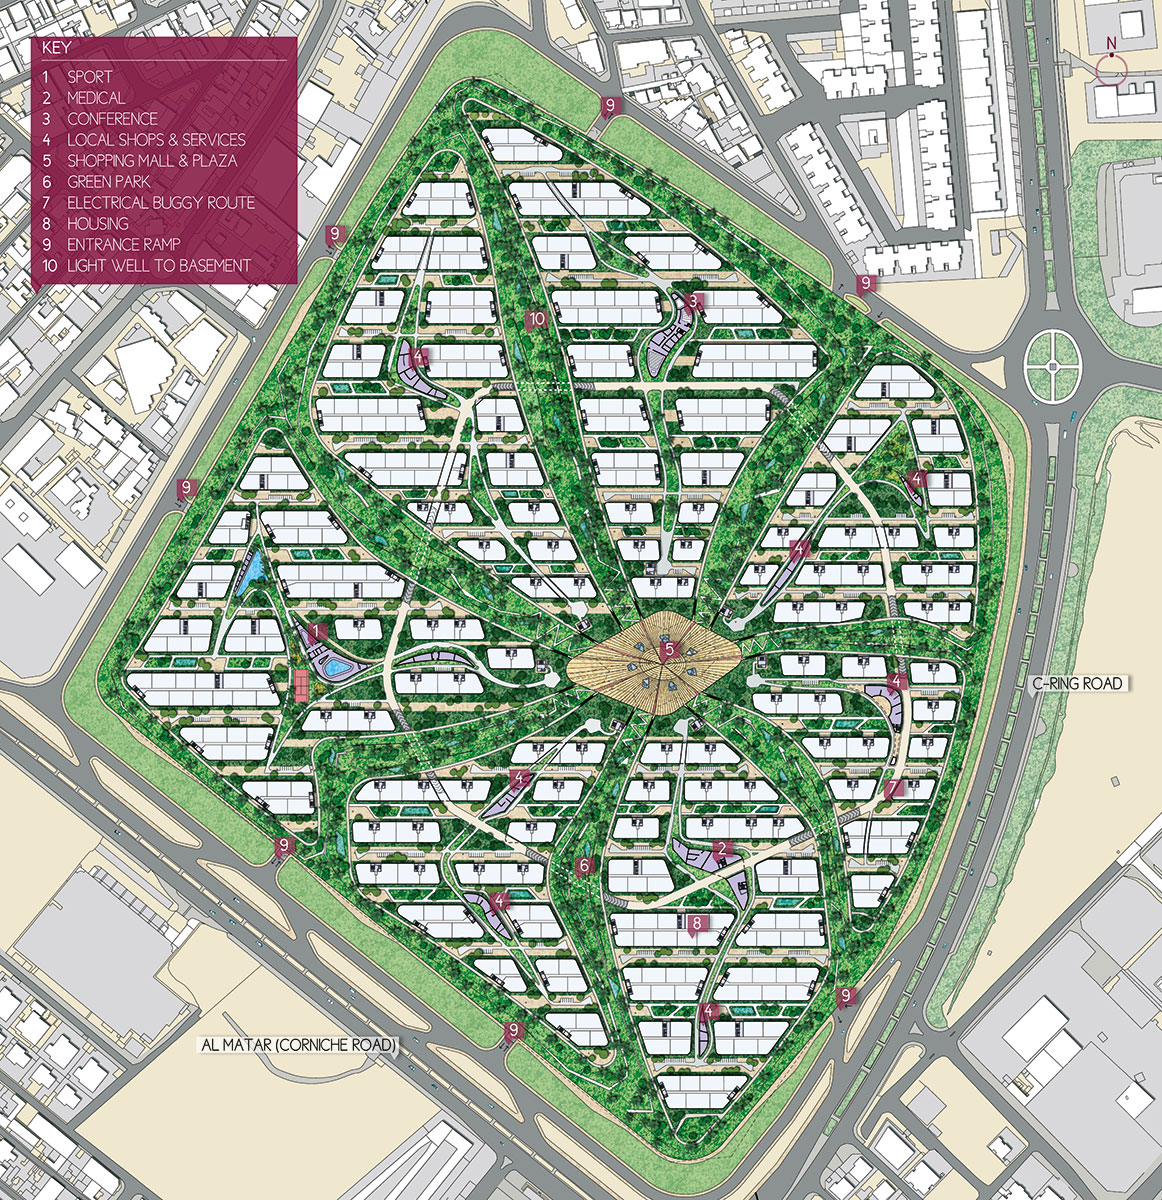 KEY
1 SPORT
2 MEDICAL
3 CONFERENCE
4 LOCAL SHOPS & SERVICES
5 SHOPPING MALL & PLAZA
6 GREEN PARK
7 ELECTRICAL BUGGY ROUTE
8 HOUSING
9 ENTRANCE RAMP
10 LIGHT WELL TO BASEMENT
N
9
9
9
3
10
4
4
9
4
1
5
4
C-RING ROAD
4
7
9
2
6
4
8
9
4
9
AL MATAR (CORNICHE ROAD)